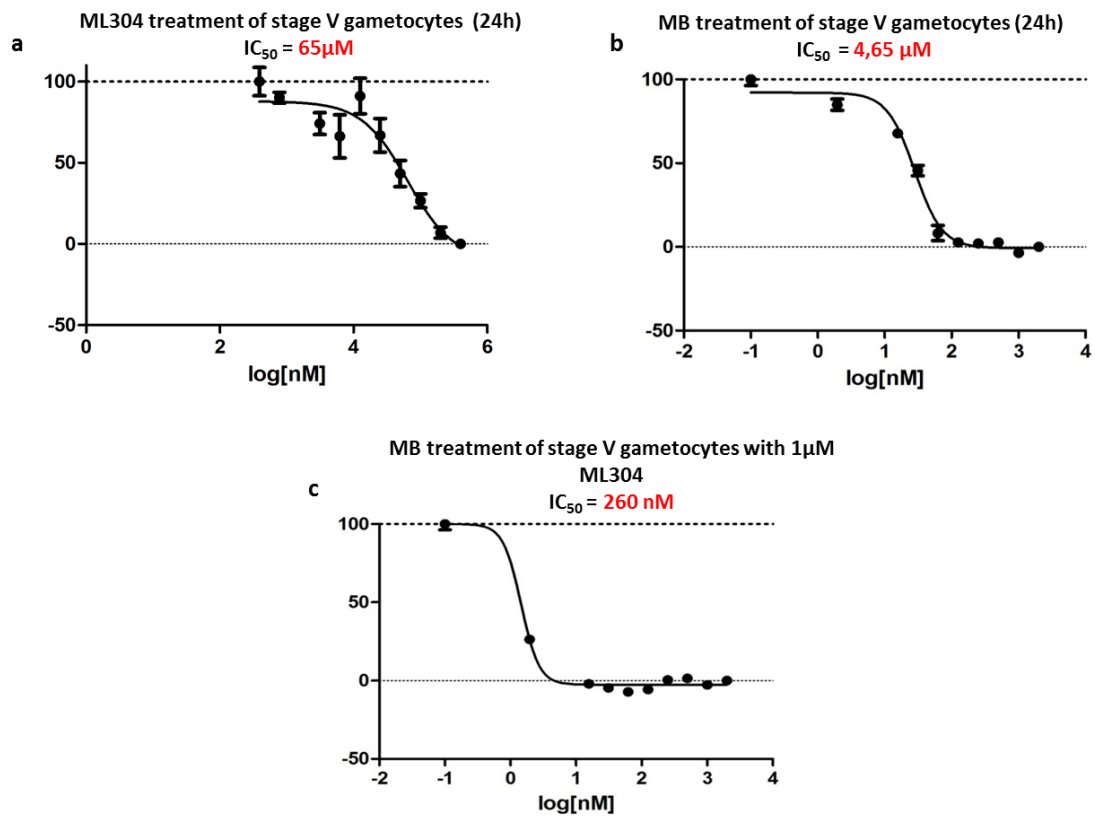 a
ML304 treatment of stage V gametocytes (24h)
IC50 = 65µM
100
50
0
-50
0 2 4 6
log[nM]
b
MB treatment of stage V gametocytes (24h)
IC50 = 4,65 µM
100
50
0
-50
-2 -1 0 1 2 3 4
log[nM]
c
MB treatment of stage V gametocytes with 1µM
ML304
IC50 = 260 nM
100
50
0
-50
-2 -1 0 1 2 3 4
log[nM]